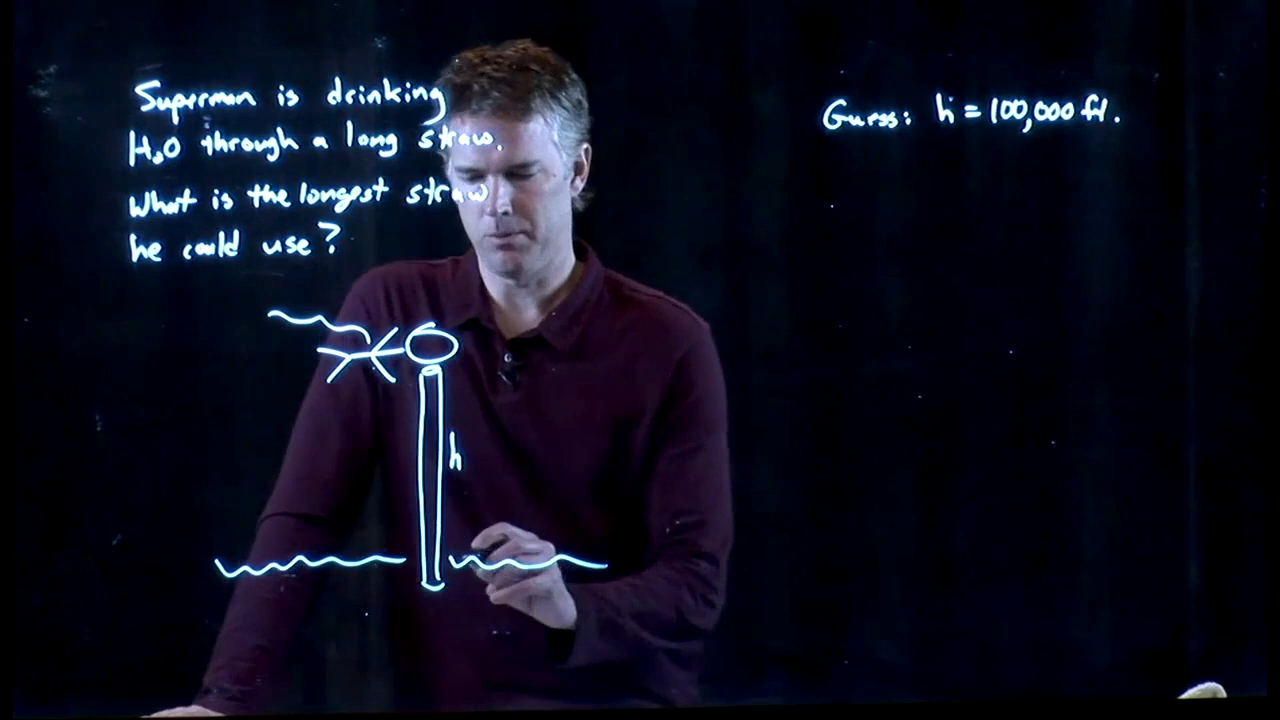 Superman is drinking
H₂O through a long straw.
What is the longest straw
he could use?
Guess: h = 100,000 ft.
h